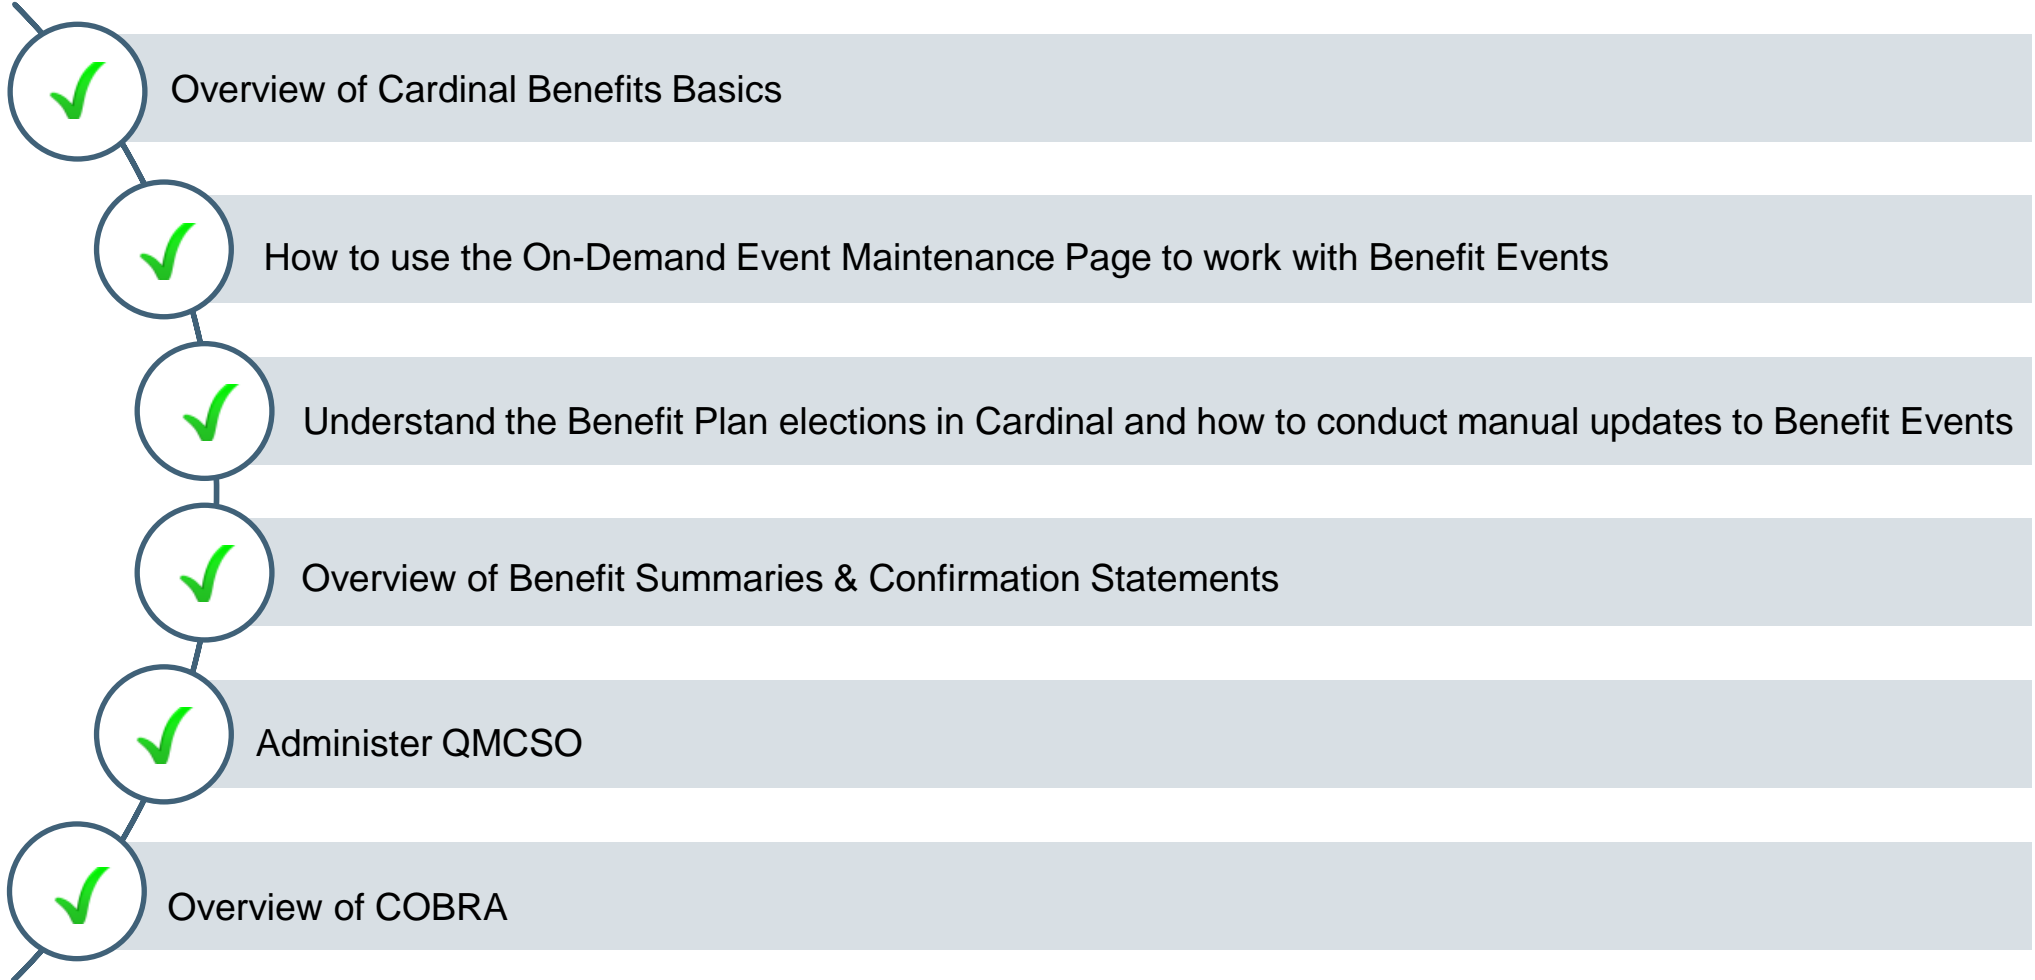 Overview of Cardinal Benefits Basics
How to use the On-Demand Event Maintenance Page to work with Benefit Events
Understand the Benefit Plan elections in Cardinal and how to conduct manual updates to Benefit Events
Overview of Benefit Summaries & Confirmation Statements
Administer QMCSO
Overview of COBRA